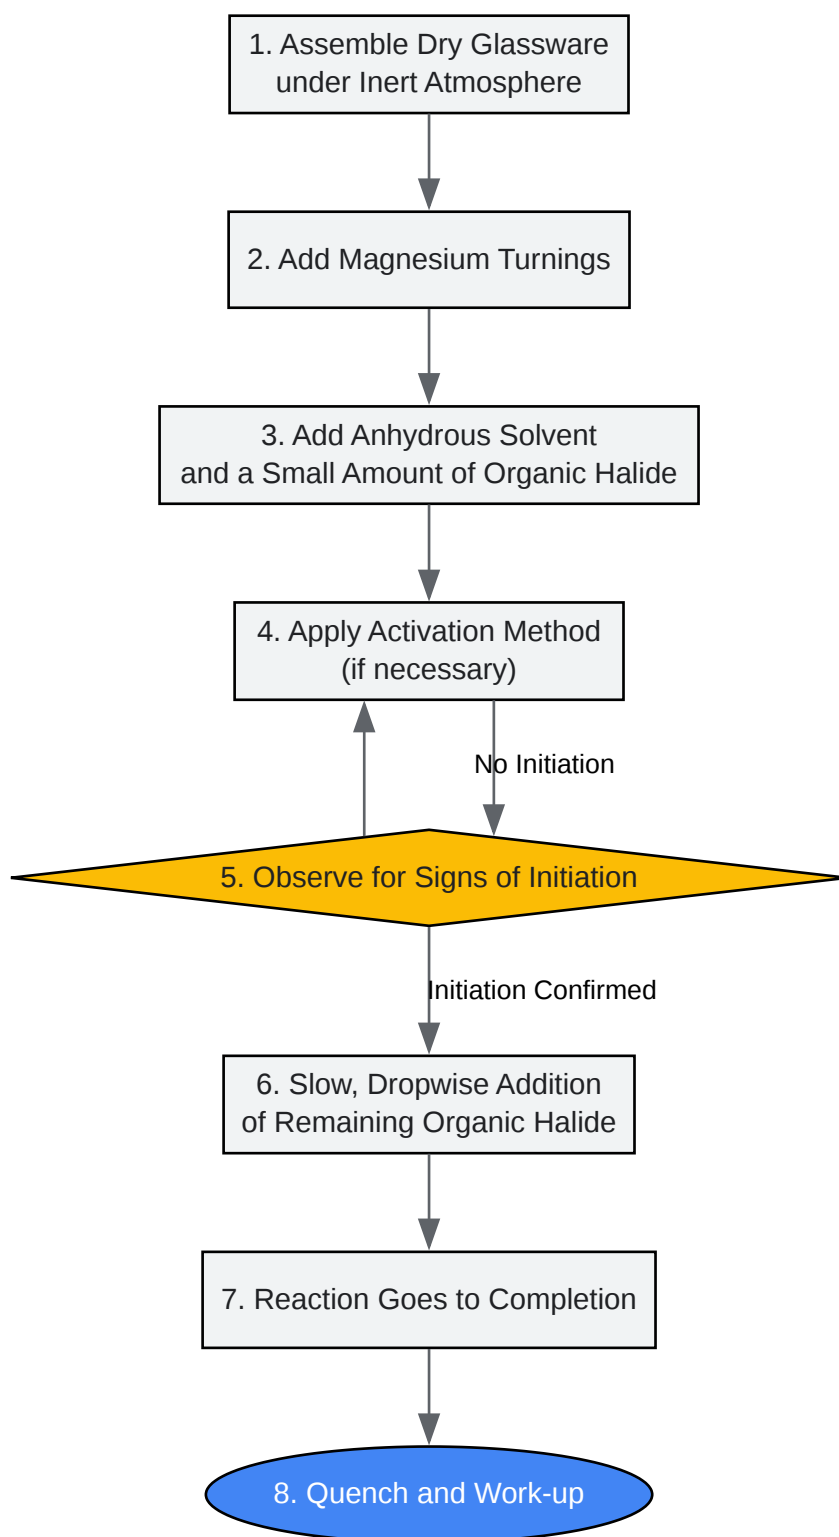 1. Assemble Dry Glassware
under Inert Atmosphere
2. Add Magnesium Turnings
3. Add Anhydrous Solvent
and a Small Amount of Organic Halide
4. Apply Activation Method
(if necessary)
No Initiation
5. Observe for Signs of Initiation
Initiation Confirmed
6. Slow, Dropwise Addition
of Remaining Organic Halide
7. Reaction Goes to Completion
8. Quench and Work-up